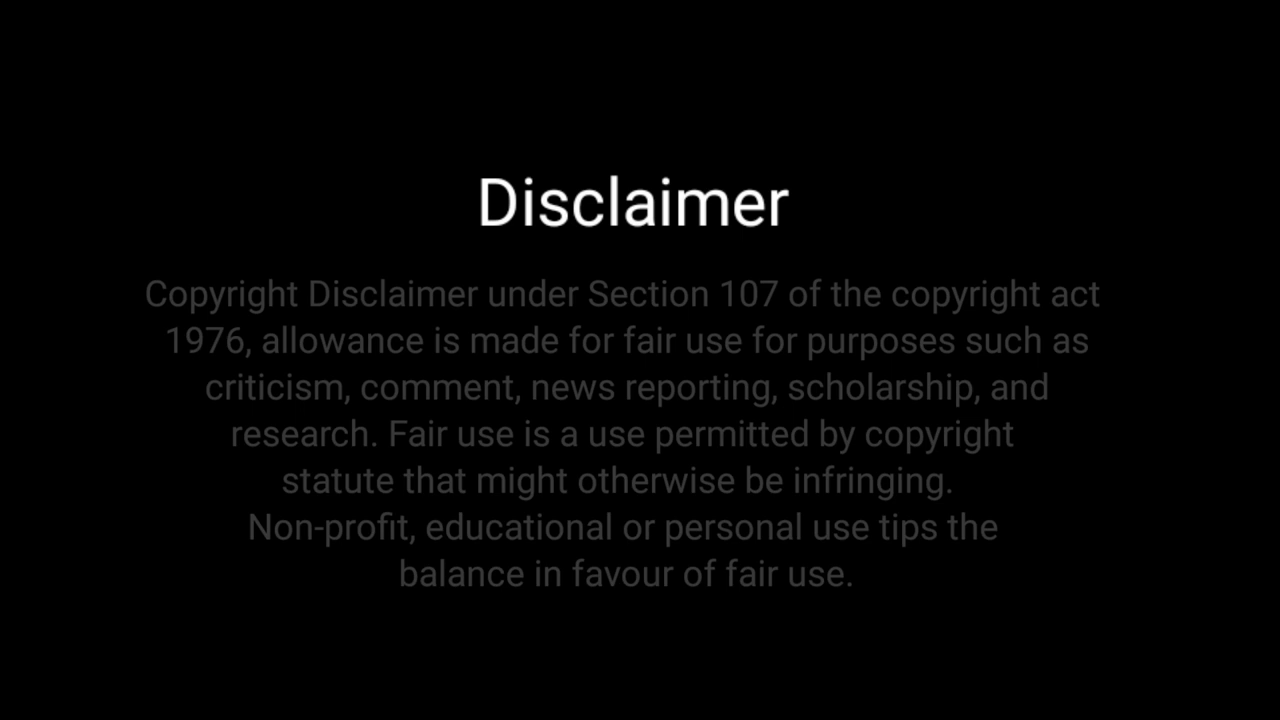 Disclaimer
Copyright Disclaimer under Section 107 of the copyright act
1976, allowance is made for fair use for purposes such as
criticism, comment, news reporting, scholarship, and
research. Fair use is a use permitted by copyright
statute that might otherwise be infringing.
Non-profit, educational or personal use tips the
balance in favour of fair use.